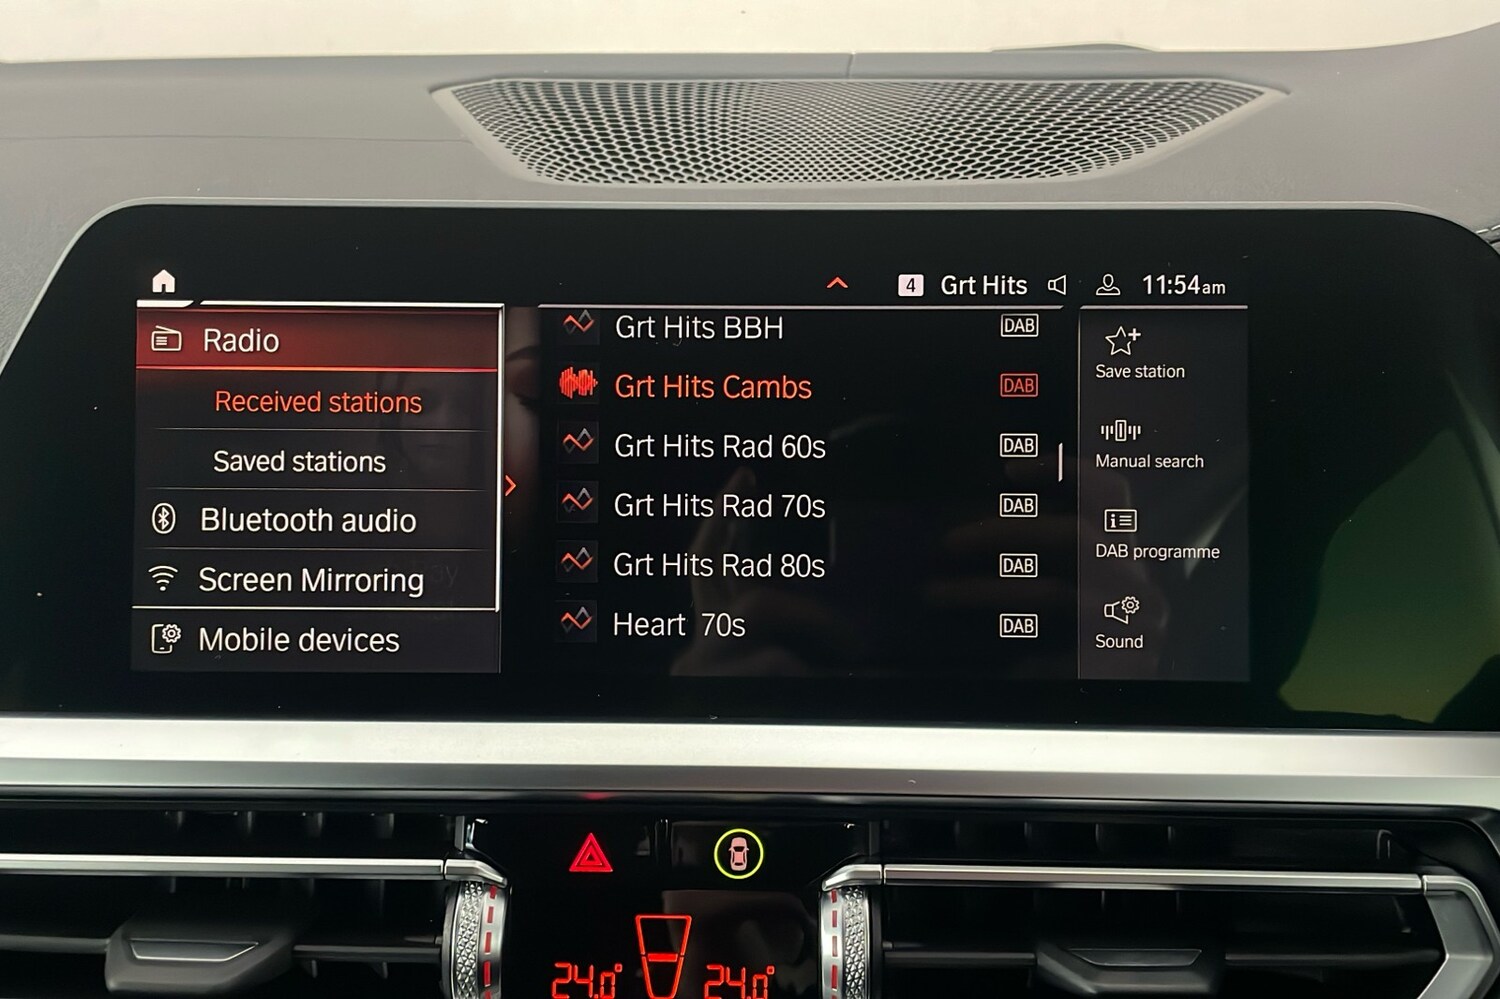 4 Grt Hits 11:54am
Radio
Received stations
Saved stations
Bluetooth audio
Screen Mirroring
Mobile devices
Grt Hits BBH DAB
Grt Hits Cambs DAB
Grt Hits Rad 60s DAB
Grt Hits Rad 70s DAB
Grt Hits Rad 80s DAB
Heart 70s DAB
Save station
Manual search
DAB programme
Sound
24.0° 24.0°